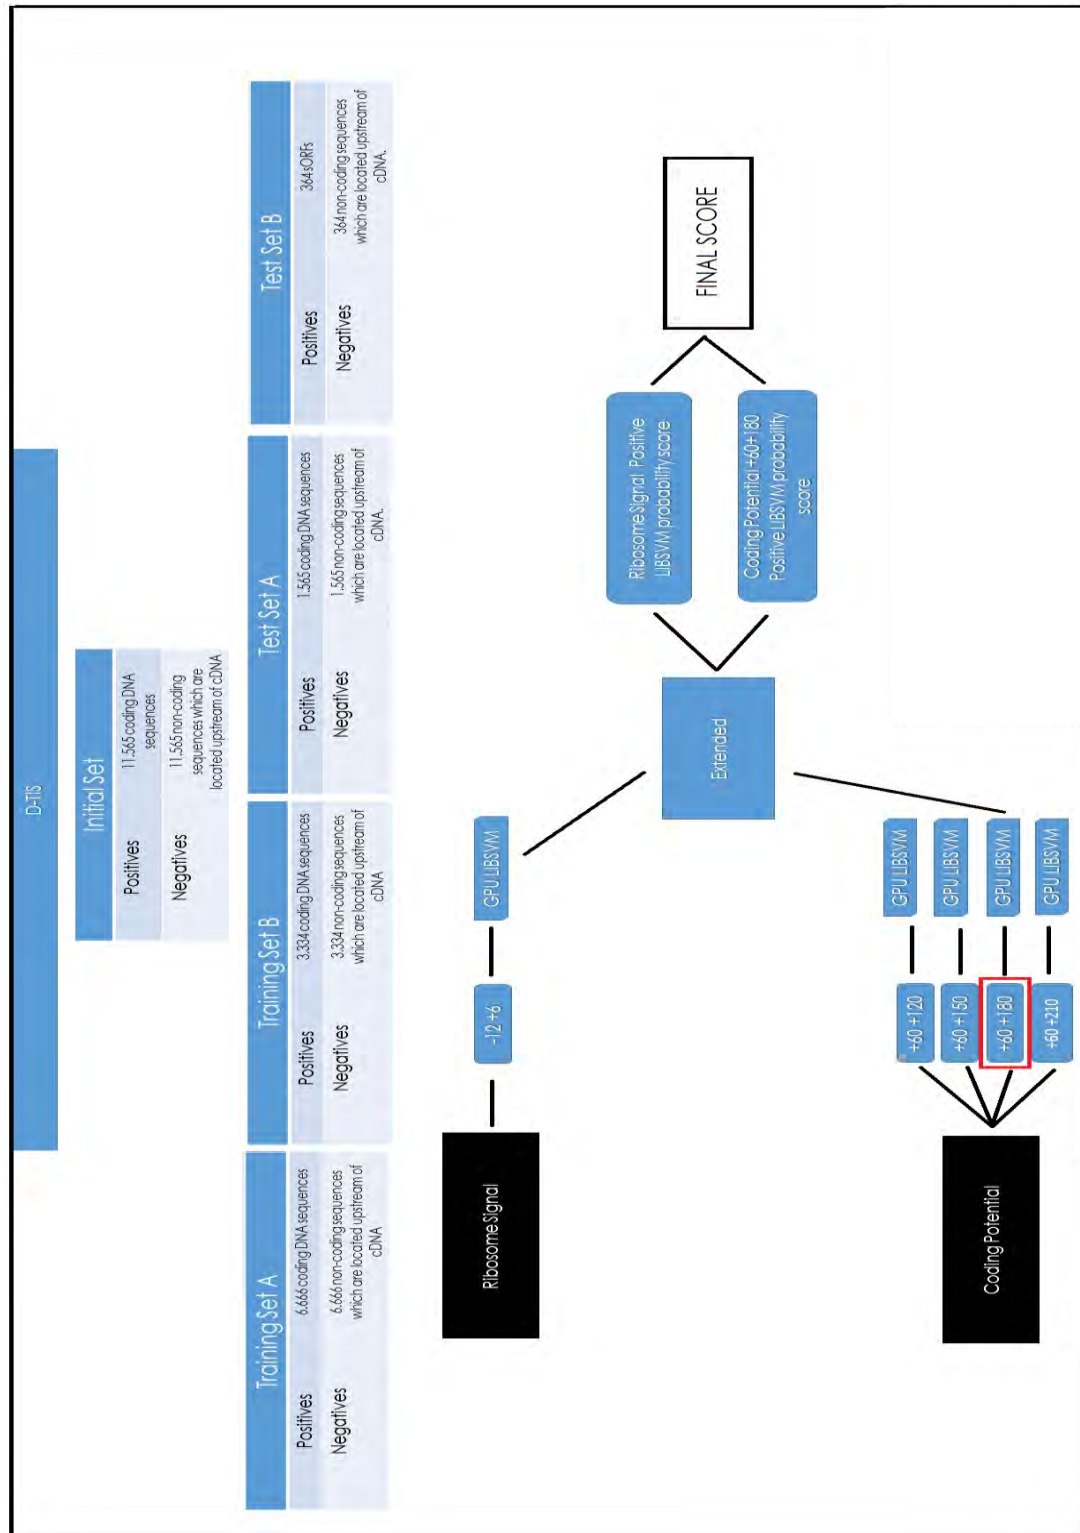 D-TIS
Initial Set
Positives
11.565 coding DNA
sequences
Negatives
11.565 non-coding
sequences which are
located upstream of cDNA
Training Set A
Positives
6.666 coding DNA sequences
Negatives
6.666 non-coding sequences
which are located upstream of
cDNA
Training Set B
Positives
3.334 coding DNA sequences
Negatives
3.334 non-coding sequences
which are located upstream of
cDNA
Test Set A
Positives
1.565 coding DNA sequences
Negatives
1.565 non-coding sequences
which are located upstream of
cDNA.
Test Set B
Positives
364 sORFs
Negatives
364 non-coding sequences
which are located upstream of
cDNA.
Ribosome Signal
-12 +6
GPU LIBSVM
Coding Potential
+60 +120
GPU LIBSVM
+60 +150
GPU LIBSVM
+60 +180
GPU LIBSVM
+60 +210
GPU LIBSVM
Extended
Ribosome Signal Positive
LIBSVM probability score
Coding Potential +60 +180
Positive LIBSVM probability
score
FINAL SCORE